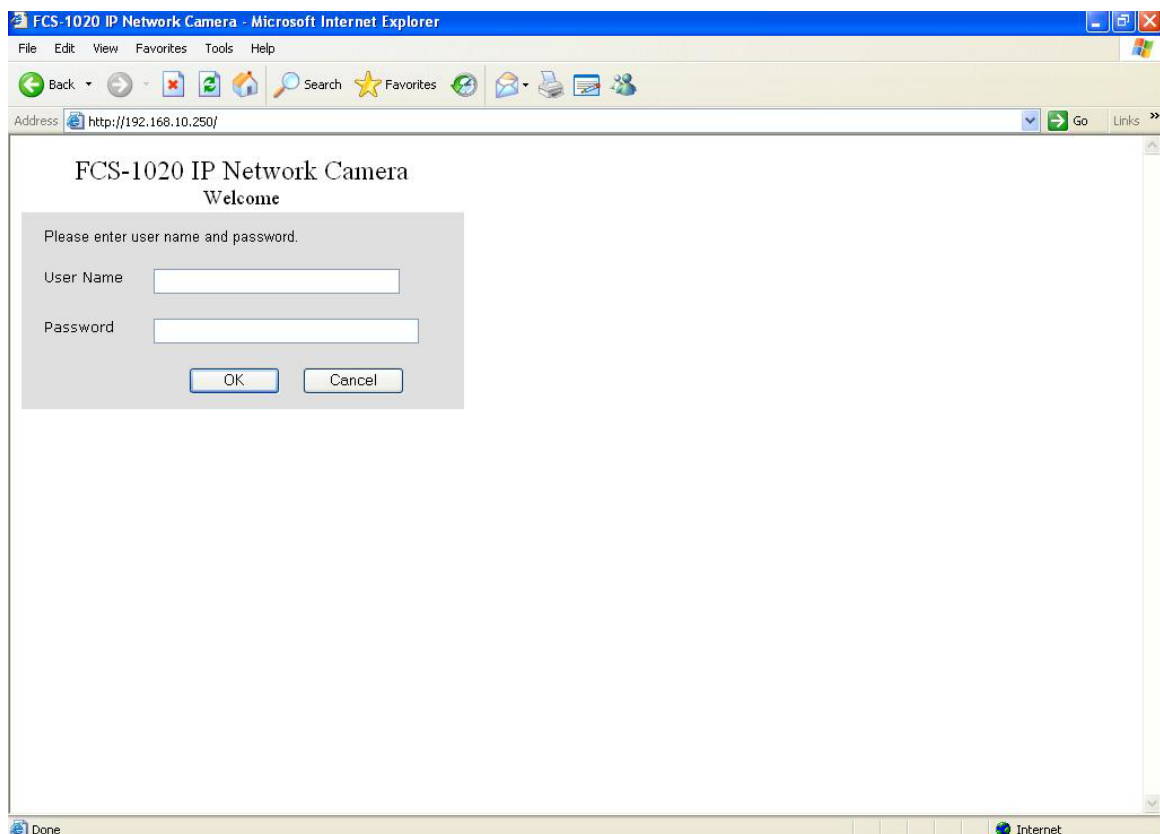 FCS-1020 IP Network Camera - Microsoft Internet Explorer
File Edit View Favorites Tools Help
Back Search Favorites
Address http://192.168.10.250/ Go Links »
FCS-1020 IP Network Camera
Welcome
Please enter user name and password.
User Name
Password
OK Cancel
Done Internet